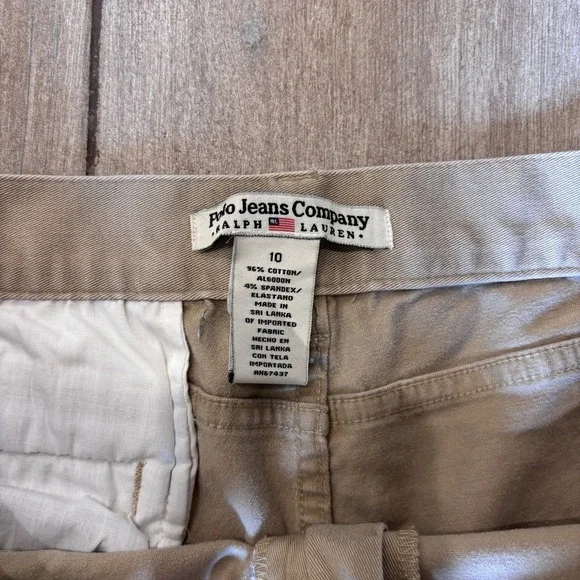 Polo Jeans Company
• RALPH RL LAUREN •
10
96% COTTON/
ALGODON
4% SPANDEX/
ELASTANO
MADE IN
SRI LANKA
OF IMPORTED
FABRIC
HECHO EN
SRI LANKA
CON TELA
IMPORTADA
RN67437